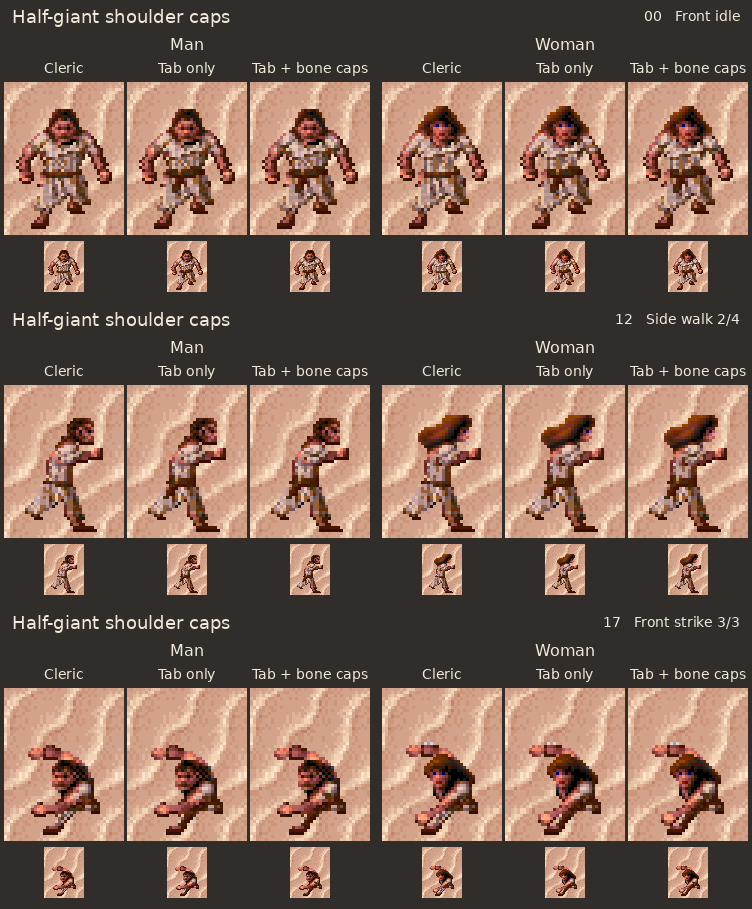 Half-giant shoulder caps 00 Front idle
Man Woman
Cleric Tab only Tab + bone caps Cleric Tab only Tab + bone caps
Half-giant shoulder caps 12 Side walk 2/4
Man Woman
Cleric Tab only Tab + bone caps Cleric Tab only Tab + bone caps
Half-giant shoulder caps 17 Front strike 3/3
Man Woman
Cleric Tab only Tab + bone caps Cleric Tab only Tab + bone caps